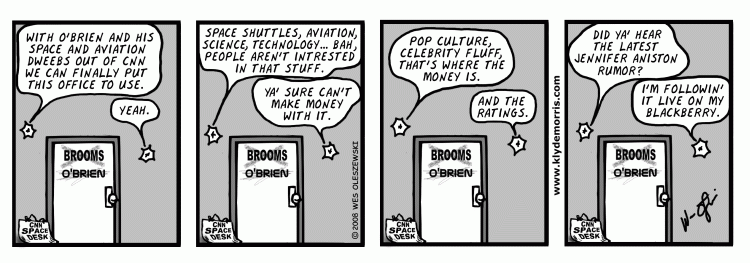 WITH O'BRIEN AND HIS
SPACE AND AVIATION
DWEEBS OUT OF CNN
WE CAN FINALLY PUT
THIS OFFICE TO USE.
YEAH.
BROOMS
O'BRIEN
CNN
SPACE
DESK
SPACE SHUTTLES, AVIATION,
SCIENCE, TECHNOLOGY... BAH,
PEOPLE AREN'T INTRESTED
IN THAT STUFF.
YA' SURE CAN'T
MAKE MONEY
WITH IT.
BROOMS
O'BRIEN
CNN
SPACE
DESK
© 2008 WES OLESZEWSKI
POP CULTURE,
CELEBRITY FLUFF,
THAT'S WHERE THE
MONEY IS.
AND THE
RATINGS.
BROOMS
O'BRIEN
CNN
SPACE
DESK
www.klydemorris.com
DID YA' HEAR
THE LATEST
JENNIFER ANISTON
RUMOR?
I'M FOLLOWIN'
IT LIVE ON MY
BLACKBERRY.
BROOMS
O'BRIEN
CNN
SPACE
DESK